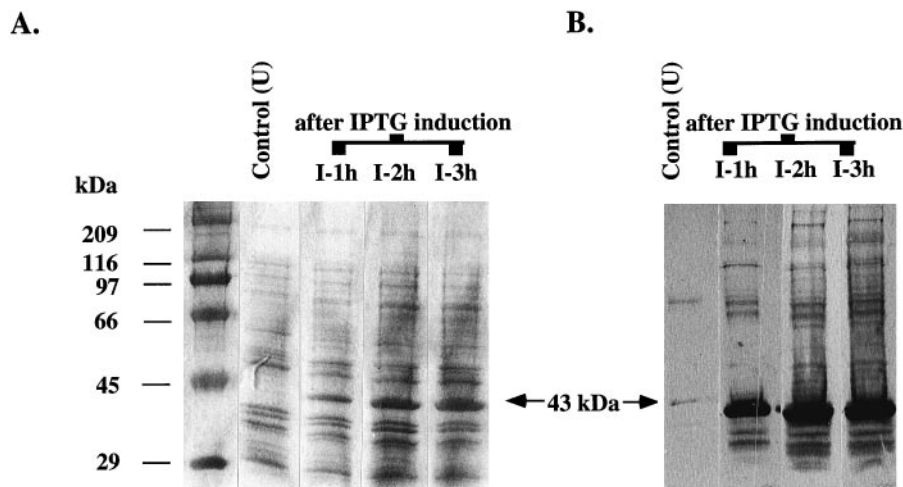 A.
B.
Control (U)
after IPTG induction
I-1h I-2h I-3h
Control (U)
after IPTG induction
I-1h I-2h I-3h
kDa
209
116
97
66
45
29
43 kDa